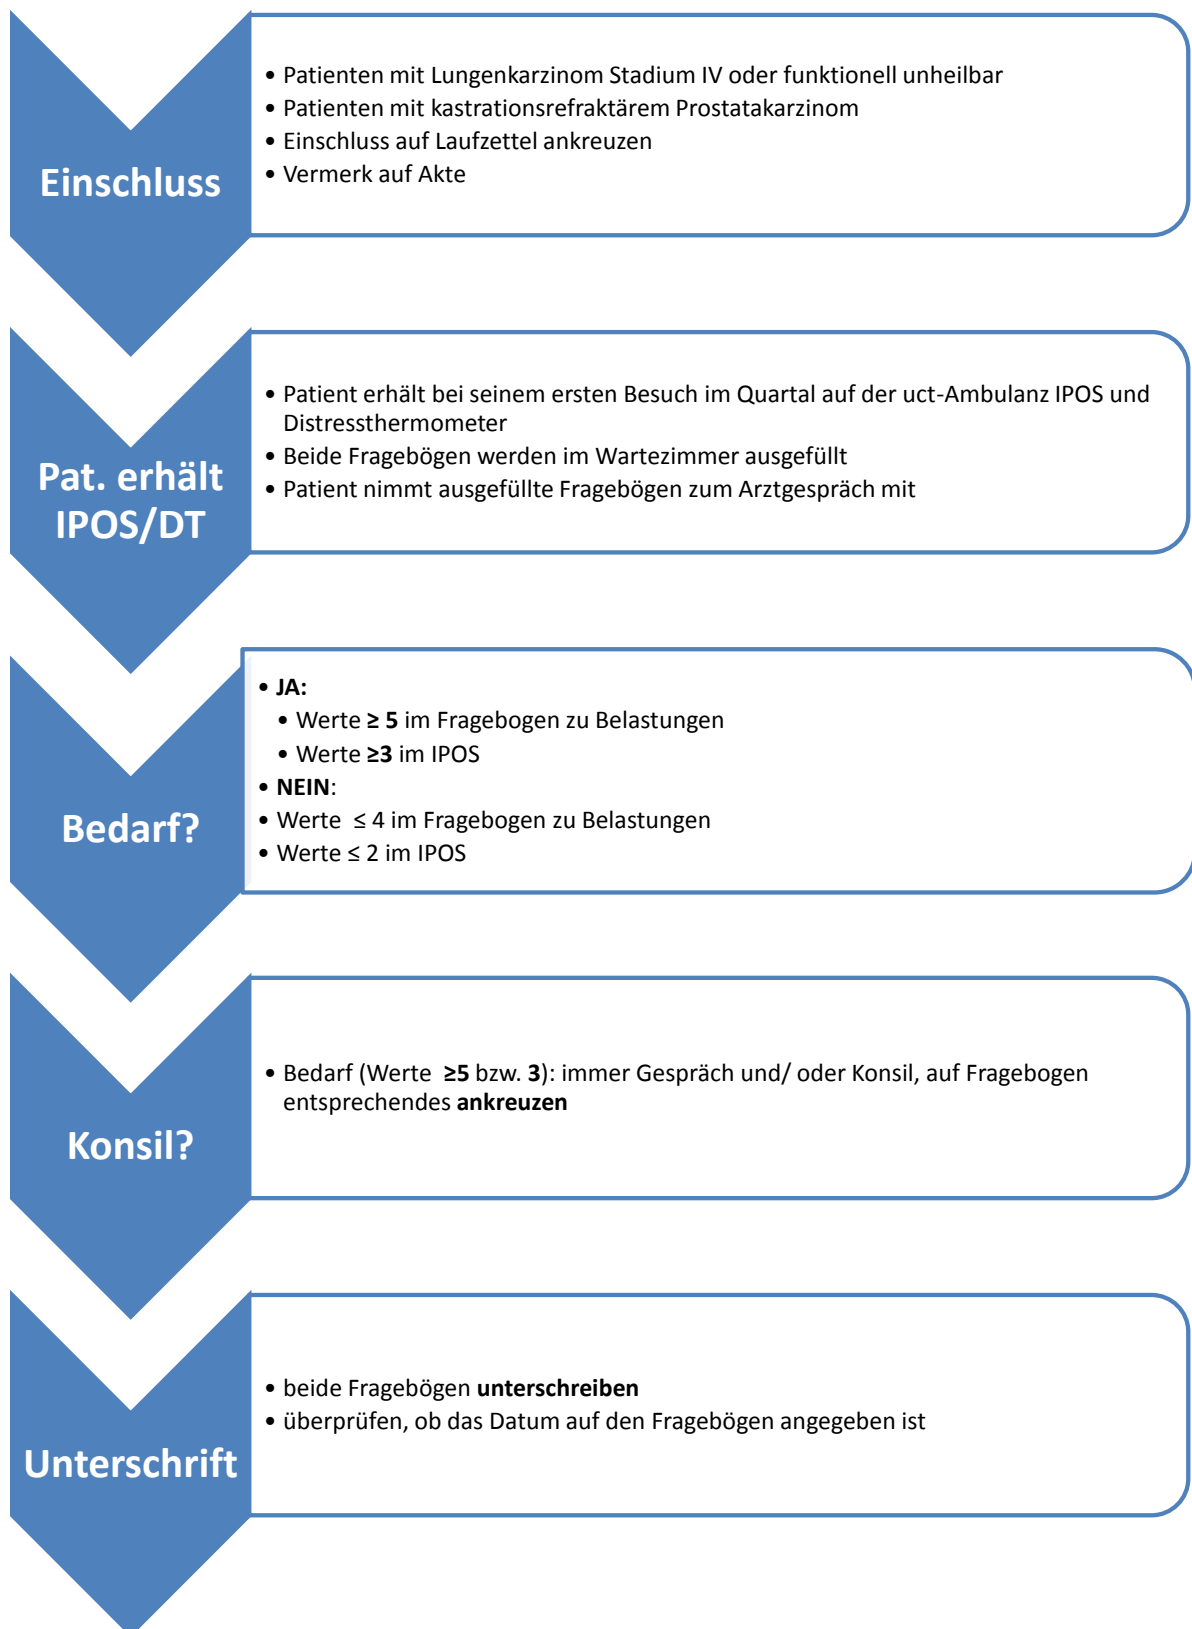 Einschluss
• Patienten mit Lungenkarzinom Stadium IV oder funktionell unheilbar
• Patienten mit kastrationsrefraktärem Prostatakarzinom
• Einschluss auf Laufzettel ankreuzen
• Vermerk auf Akte
Pat. erhält
IPOS/DT
• Patient erhält bei seinem ersten Besuch im Quartal auf der uct-Ambulanz IPOS und
Distressthermometer
• Beide Fragebögen werden im Wartezimmer ausgefüllt
• Patient nimmt ausgefüllte Fragebögen zum Arztgespräch mit
Bedarf?
• JA:
• Werte ≥ 5 im Fragebogen zu Belastungen
• Werte ≥3 im IPOS
• NEIN:
• Werte ≤ 4 im Fragebogen zu Belastungen
• Werte ≤ 2 im IPOS
Konsil?
• Bedarf (Werte ≥5 bzw. 3): immer Gespräch und/ oder Konsil, auf Fragebogen
entsprechendes ankreuzen
Unterschrift
• beide Fragebögen unterschreiben
• überprüfen, ob das Datum auf den Fragebögen angegeben ist